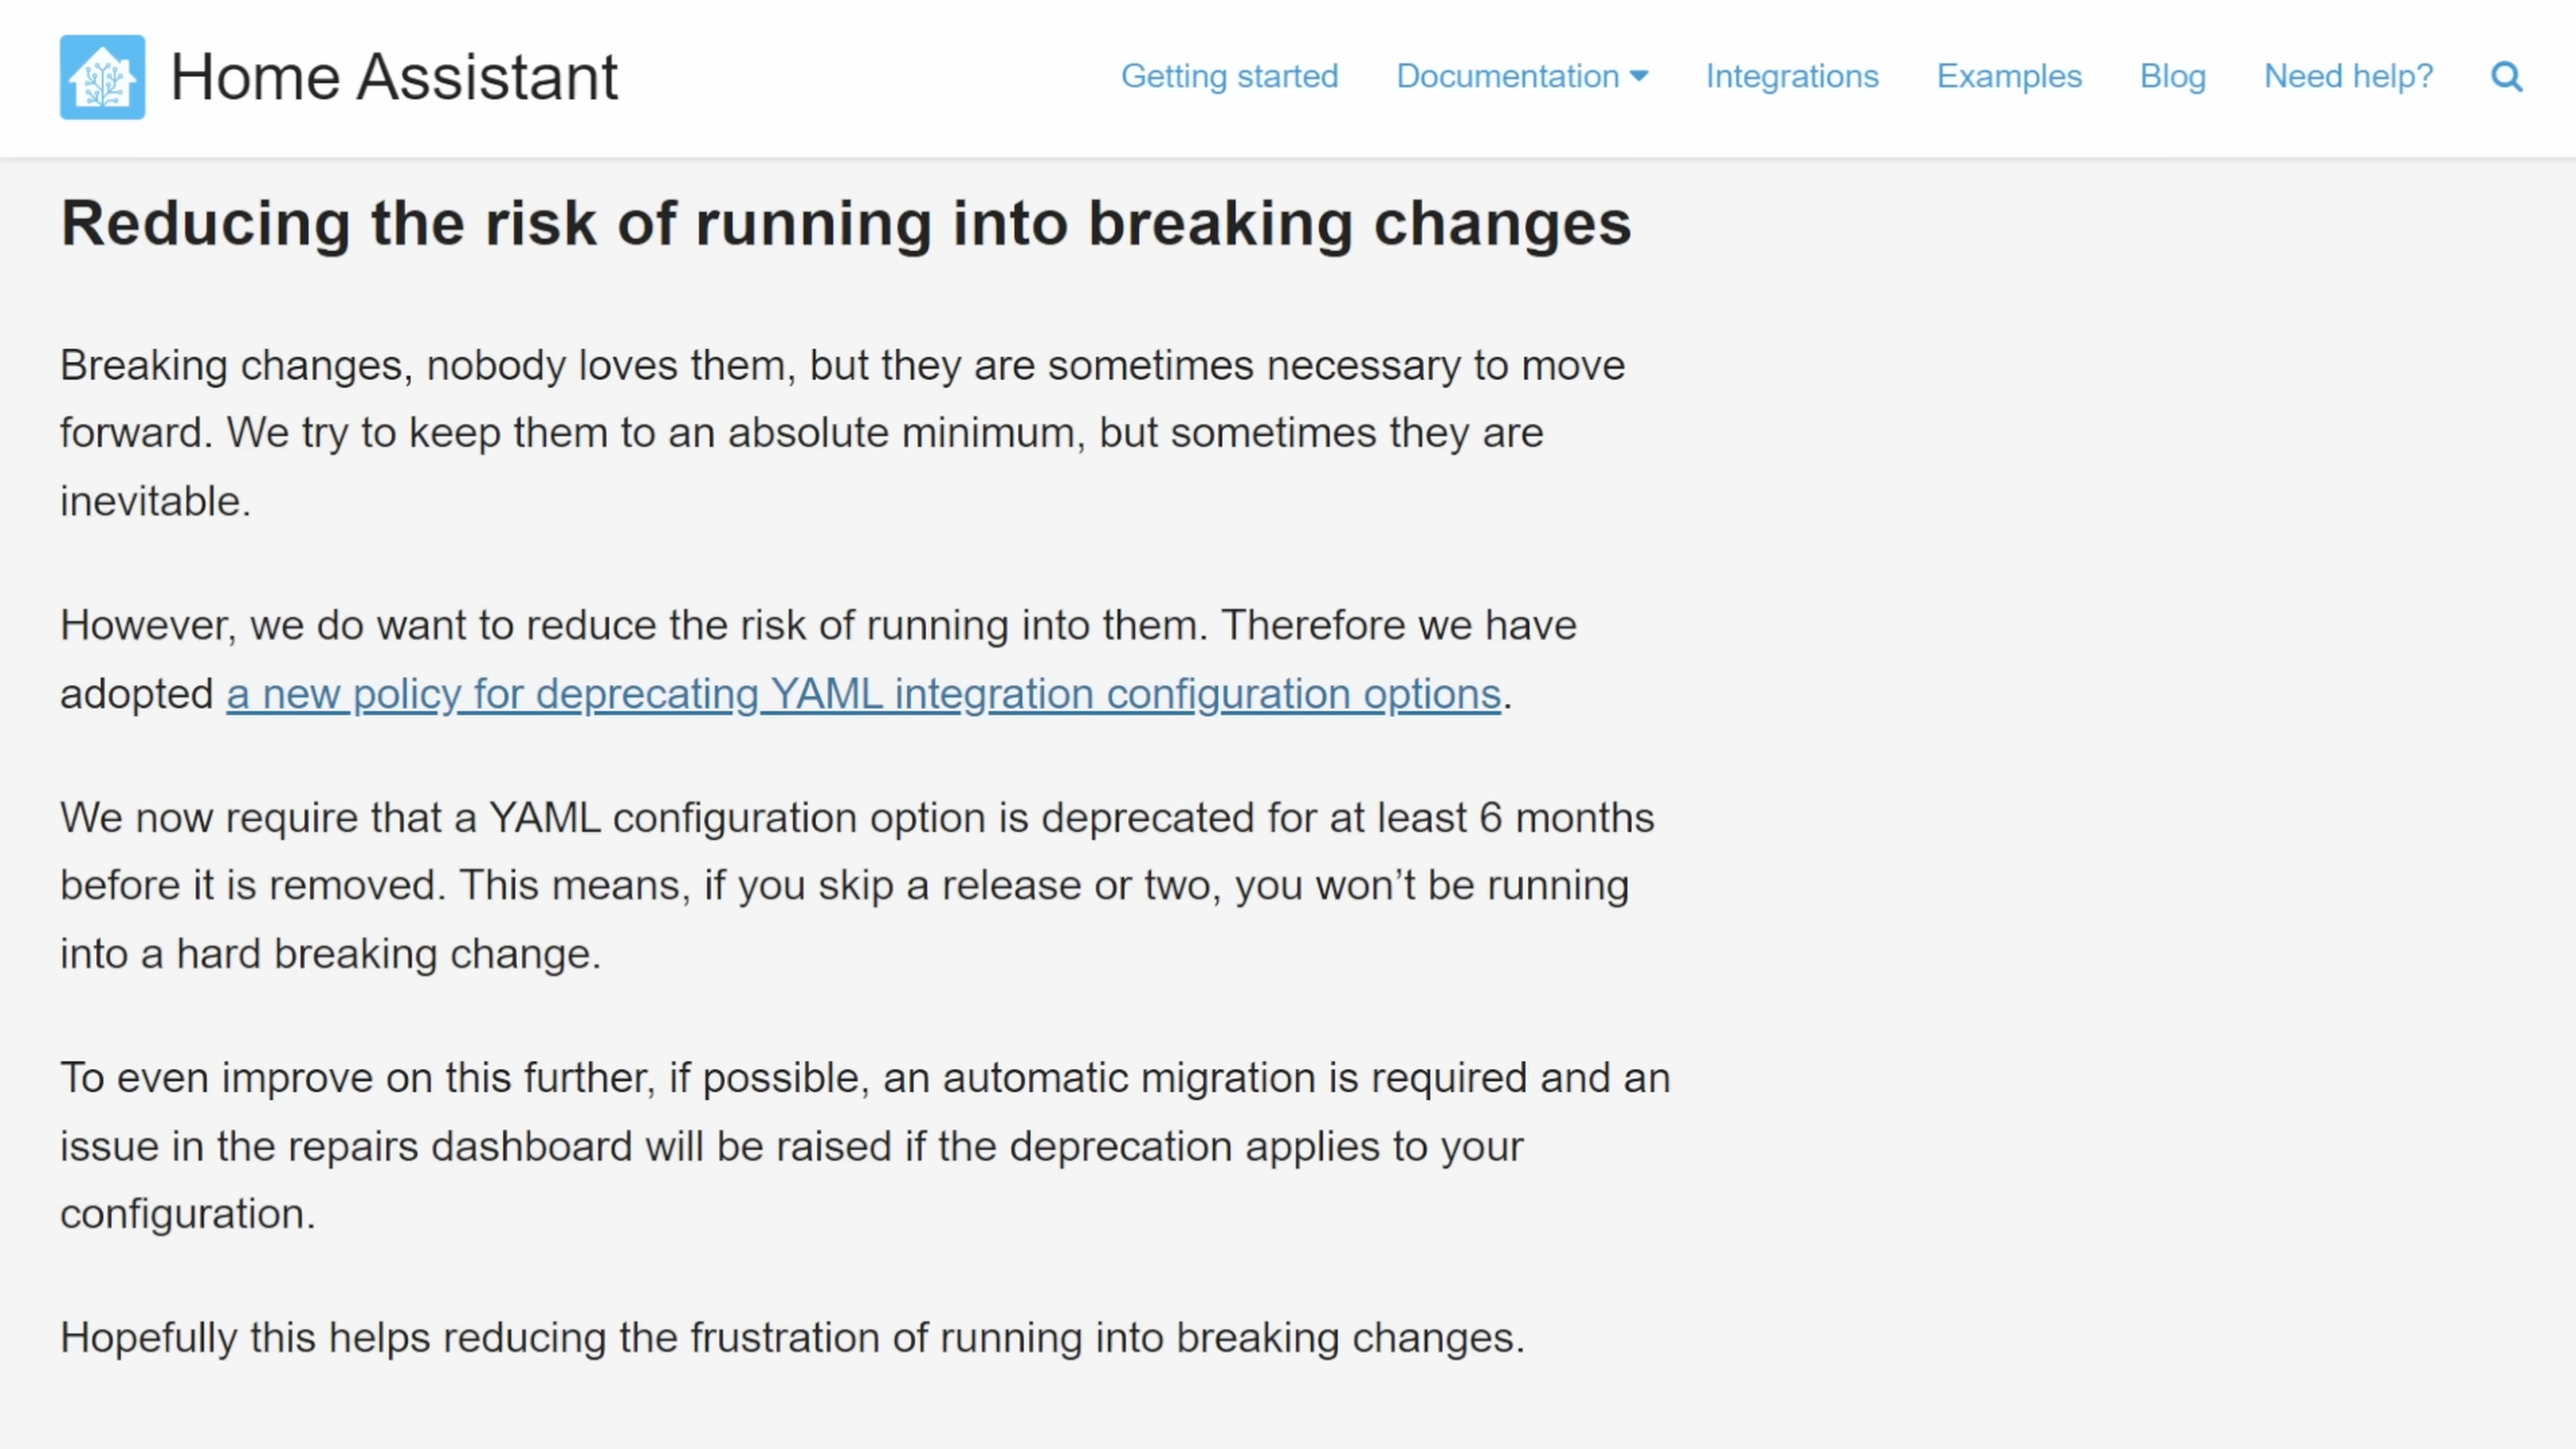 Home Assistant
Getting started
Documentation
Integrations
Examples
Blog
Need help?
Reducing the risk of running into breaking changes
Breaking changes, nobody loves them, but they are sometimes necessary to move
forward. We try to keep them to an absolute minimum, but sometimes they are
inevitable.
However, we do want to reduce the risk of running into them. Therefore we have
adopted a new policy for deprecating YAML integration configuration options.
We now require that a YAML configuration option is deprecated for at least 6 months
before it is removed. This means, if you skip a release or two, you won’t be running
into a hard breaking change.
To even improve on this further, if possible, an automatic migration is required and an
issue in the repairs dashboard will be raised if the deprecation applies to your
configuration.
Hopefully this helps reducing the frustration of running into breaking changes.